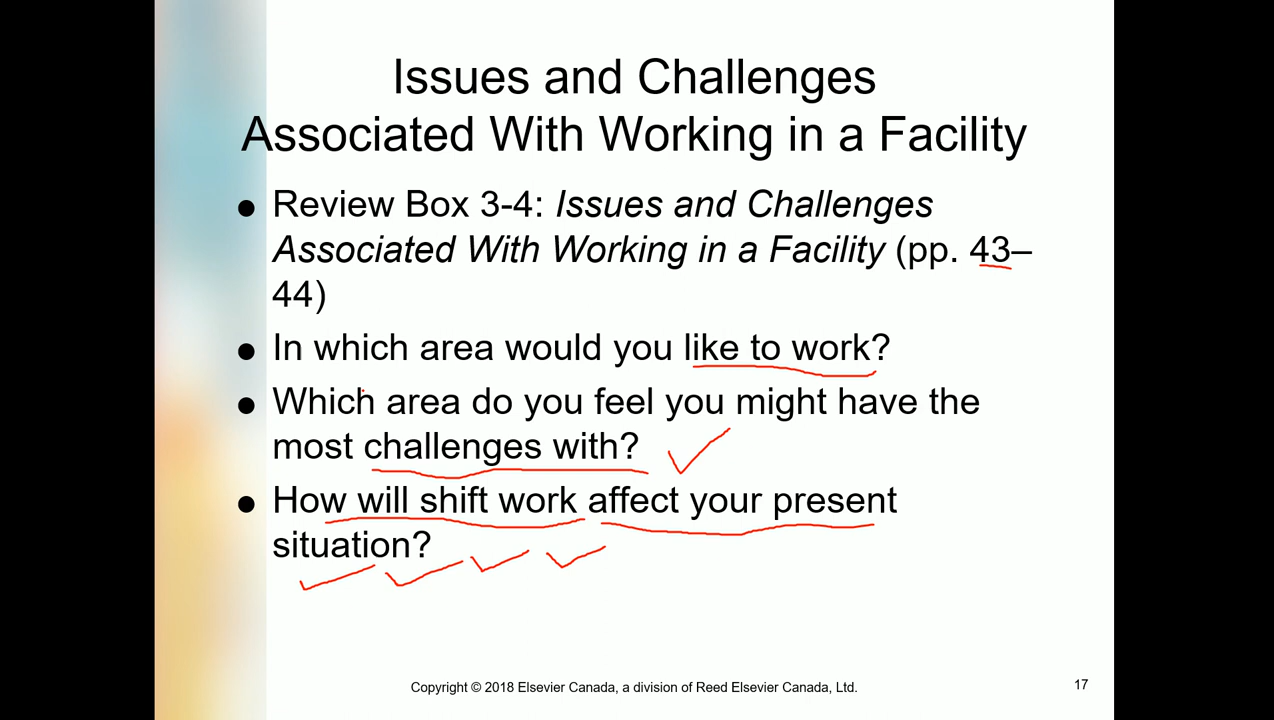 Issues and Challenges
Associated With Working in a Facility
● Review Box 3-4: Issues and Challenges
Associated With Working in a Facility (pp. 43–
44)
● In which area would you like to work?
● Which area do you feel you might have the
most challenges with?
● How will shift work affect your present
situation?
Copyright © 2018 Elsevier Canada, a division of Reed Elsevier Canada, Ltd.
17